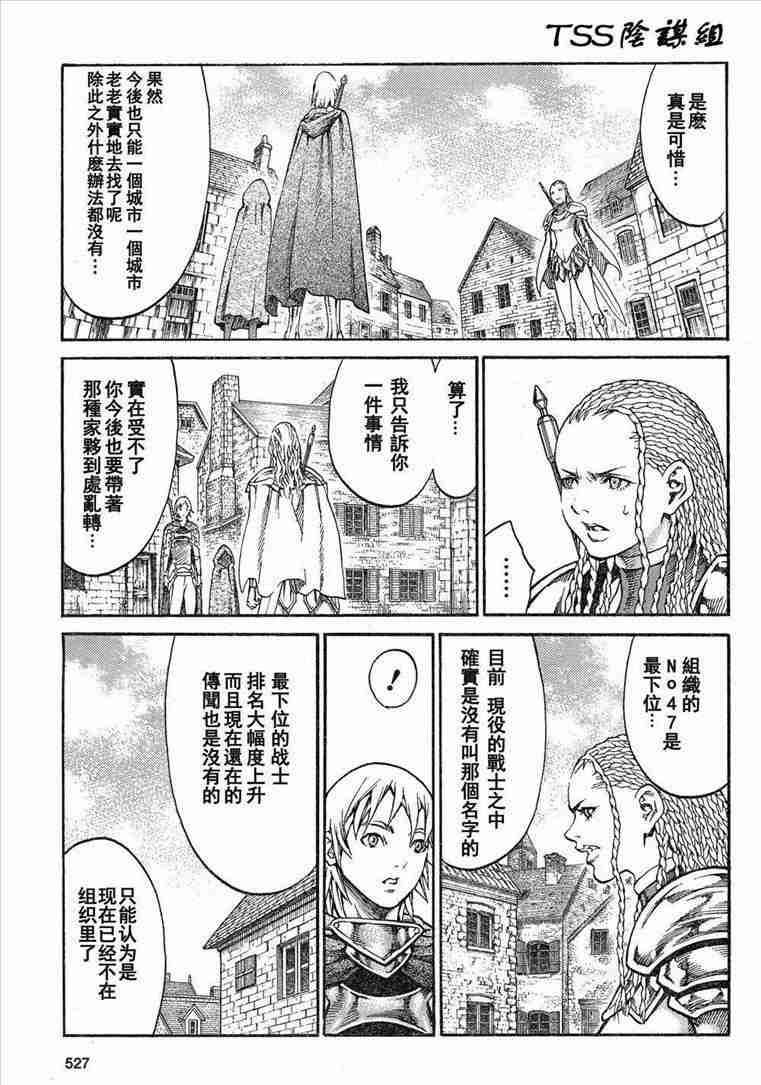 TSS陰謀組
是麽
真是可惜…
果然
今後也只能一個城市一個城市
老老實實地去找了呢
除此之外什麽辦法都沒有…
……
算了…
我只告訴你
一件事情
實在受不了
你今後也要帶著
那種家夥到處亂轉…
組織的
No47是
最下位…
目前 現役的戰士之中
確實是沒有叫那個名字的
！
最下位的战士
排名大幅度上升
而且現在還在的
傳聞也是沒有的
只能认为是
现在已经不在
组织里了
527